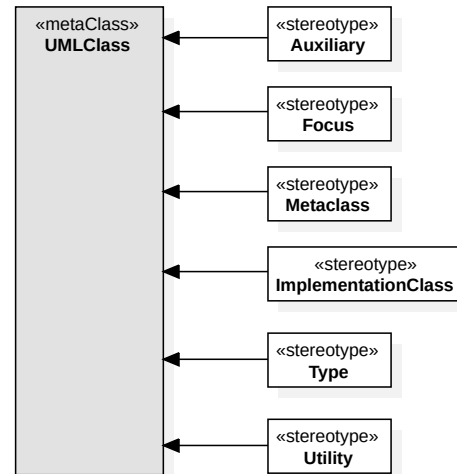 «metaClass»
UMLClass
«stereotype»
Auxiliary
«stereotype»
Focus
«stereotype»
Metaclass
«stereotype»
ImplementationClass
«stereotype»
Type
«stereotype»
Utility